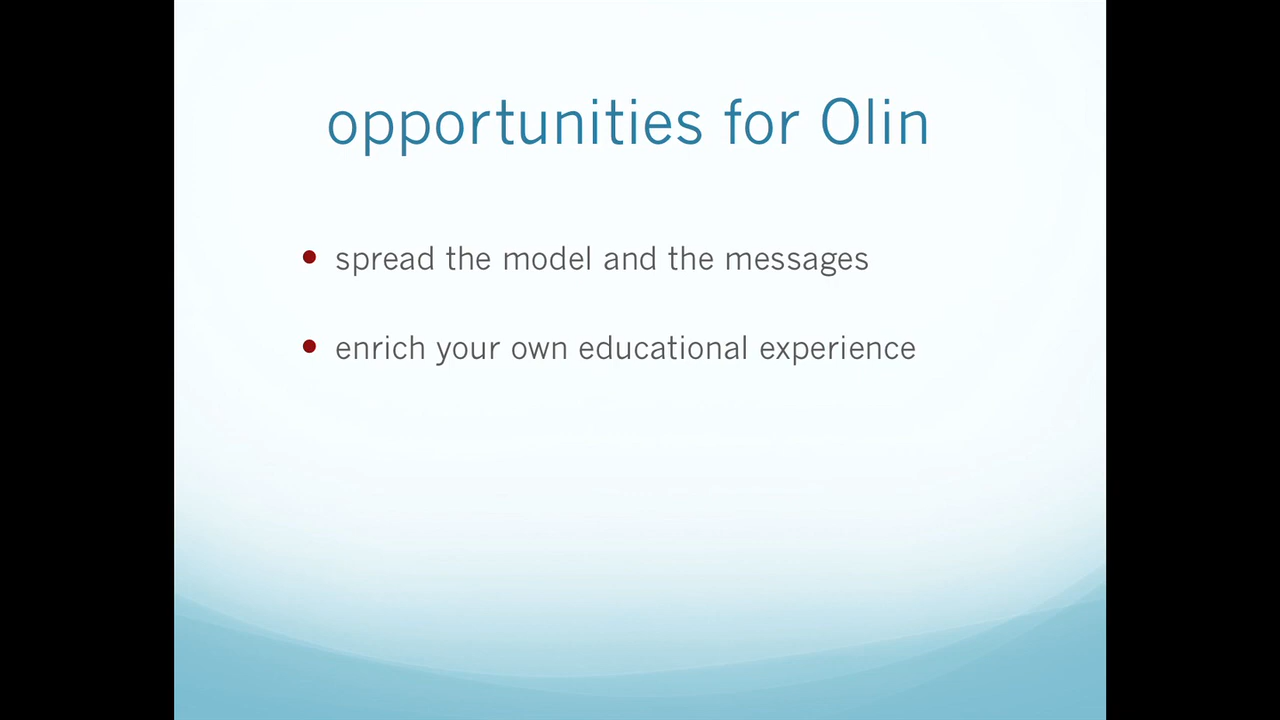 opportunities for Olin
spread the model and the messages
enrich your own educational experience